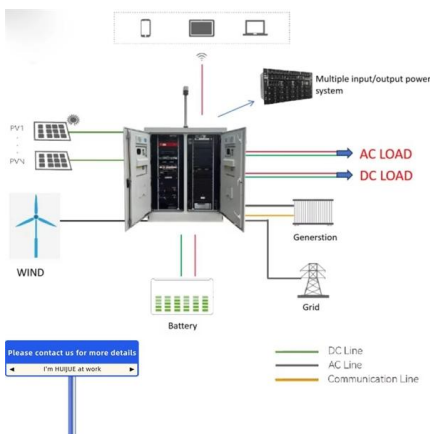 Multiple input/output power
system
PV1
PVN
AC LOAD
DC LOAD
Generstion
WIND
Grid
Battery
Please contact us for more details
I'm HUIJUE at work
DC Line
AC Line
Communication Line